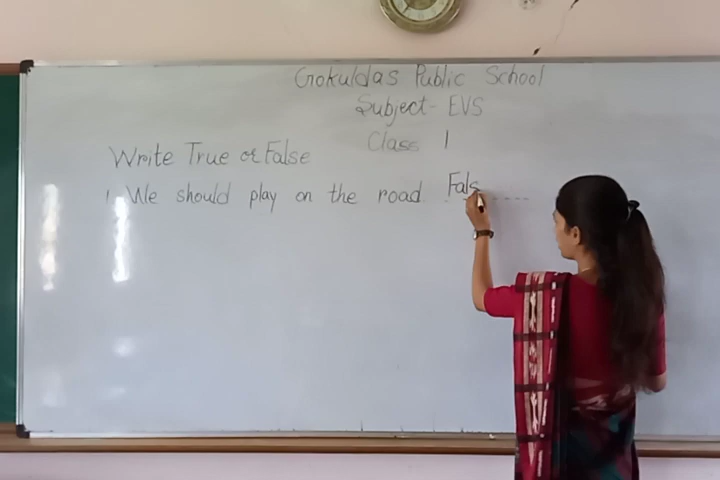 Gokuldas Public School
Subject- EVS
Class 1
Write True or False
1 We should play on the road Fals